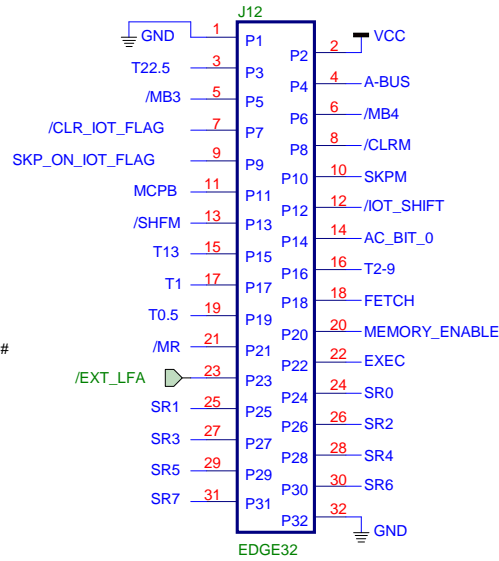 J12
GND 1 P1
P2 2 VCC
T22.5 3 P3
P4 4 A-BUS
/MB3 5 P5
P6 6 /MB4
/CLR_IOT_FLAG 7 P7
P8 8 /CLRM
SKP_ON_IOT_FLAG 9 P9
P10 10 SKPM
MCPB 11 P11
P12 12 /IOT_SHIFT
/SHFM 13 P13
P14 14 AC_BIT_0
T13 15 P15
P16 16 T2-9
T1 17 P17
P18 18 FETCH
T0.5 19 P19
P20 20 MEMORY_ENABLE
#
/MR 21 P21
P22 22 EXEC
/EXT_LFA 23 P23
P24 24 SR0
SR1 25 P25
P26 26 SR2
SR3 27 P27
P28 28 SR4
SR5 29 P29
P30 30 SR6
SR7 31 P31
P32 32 GND
EDGE32